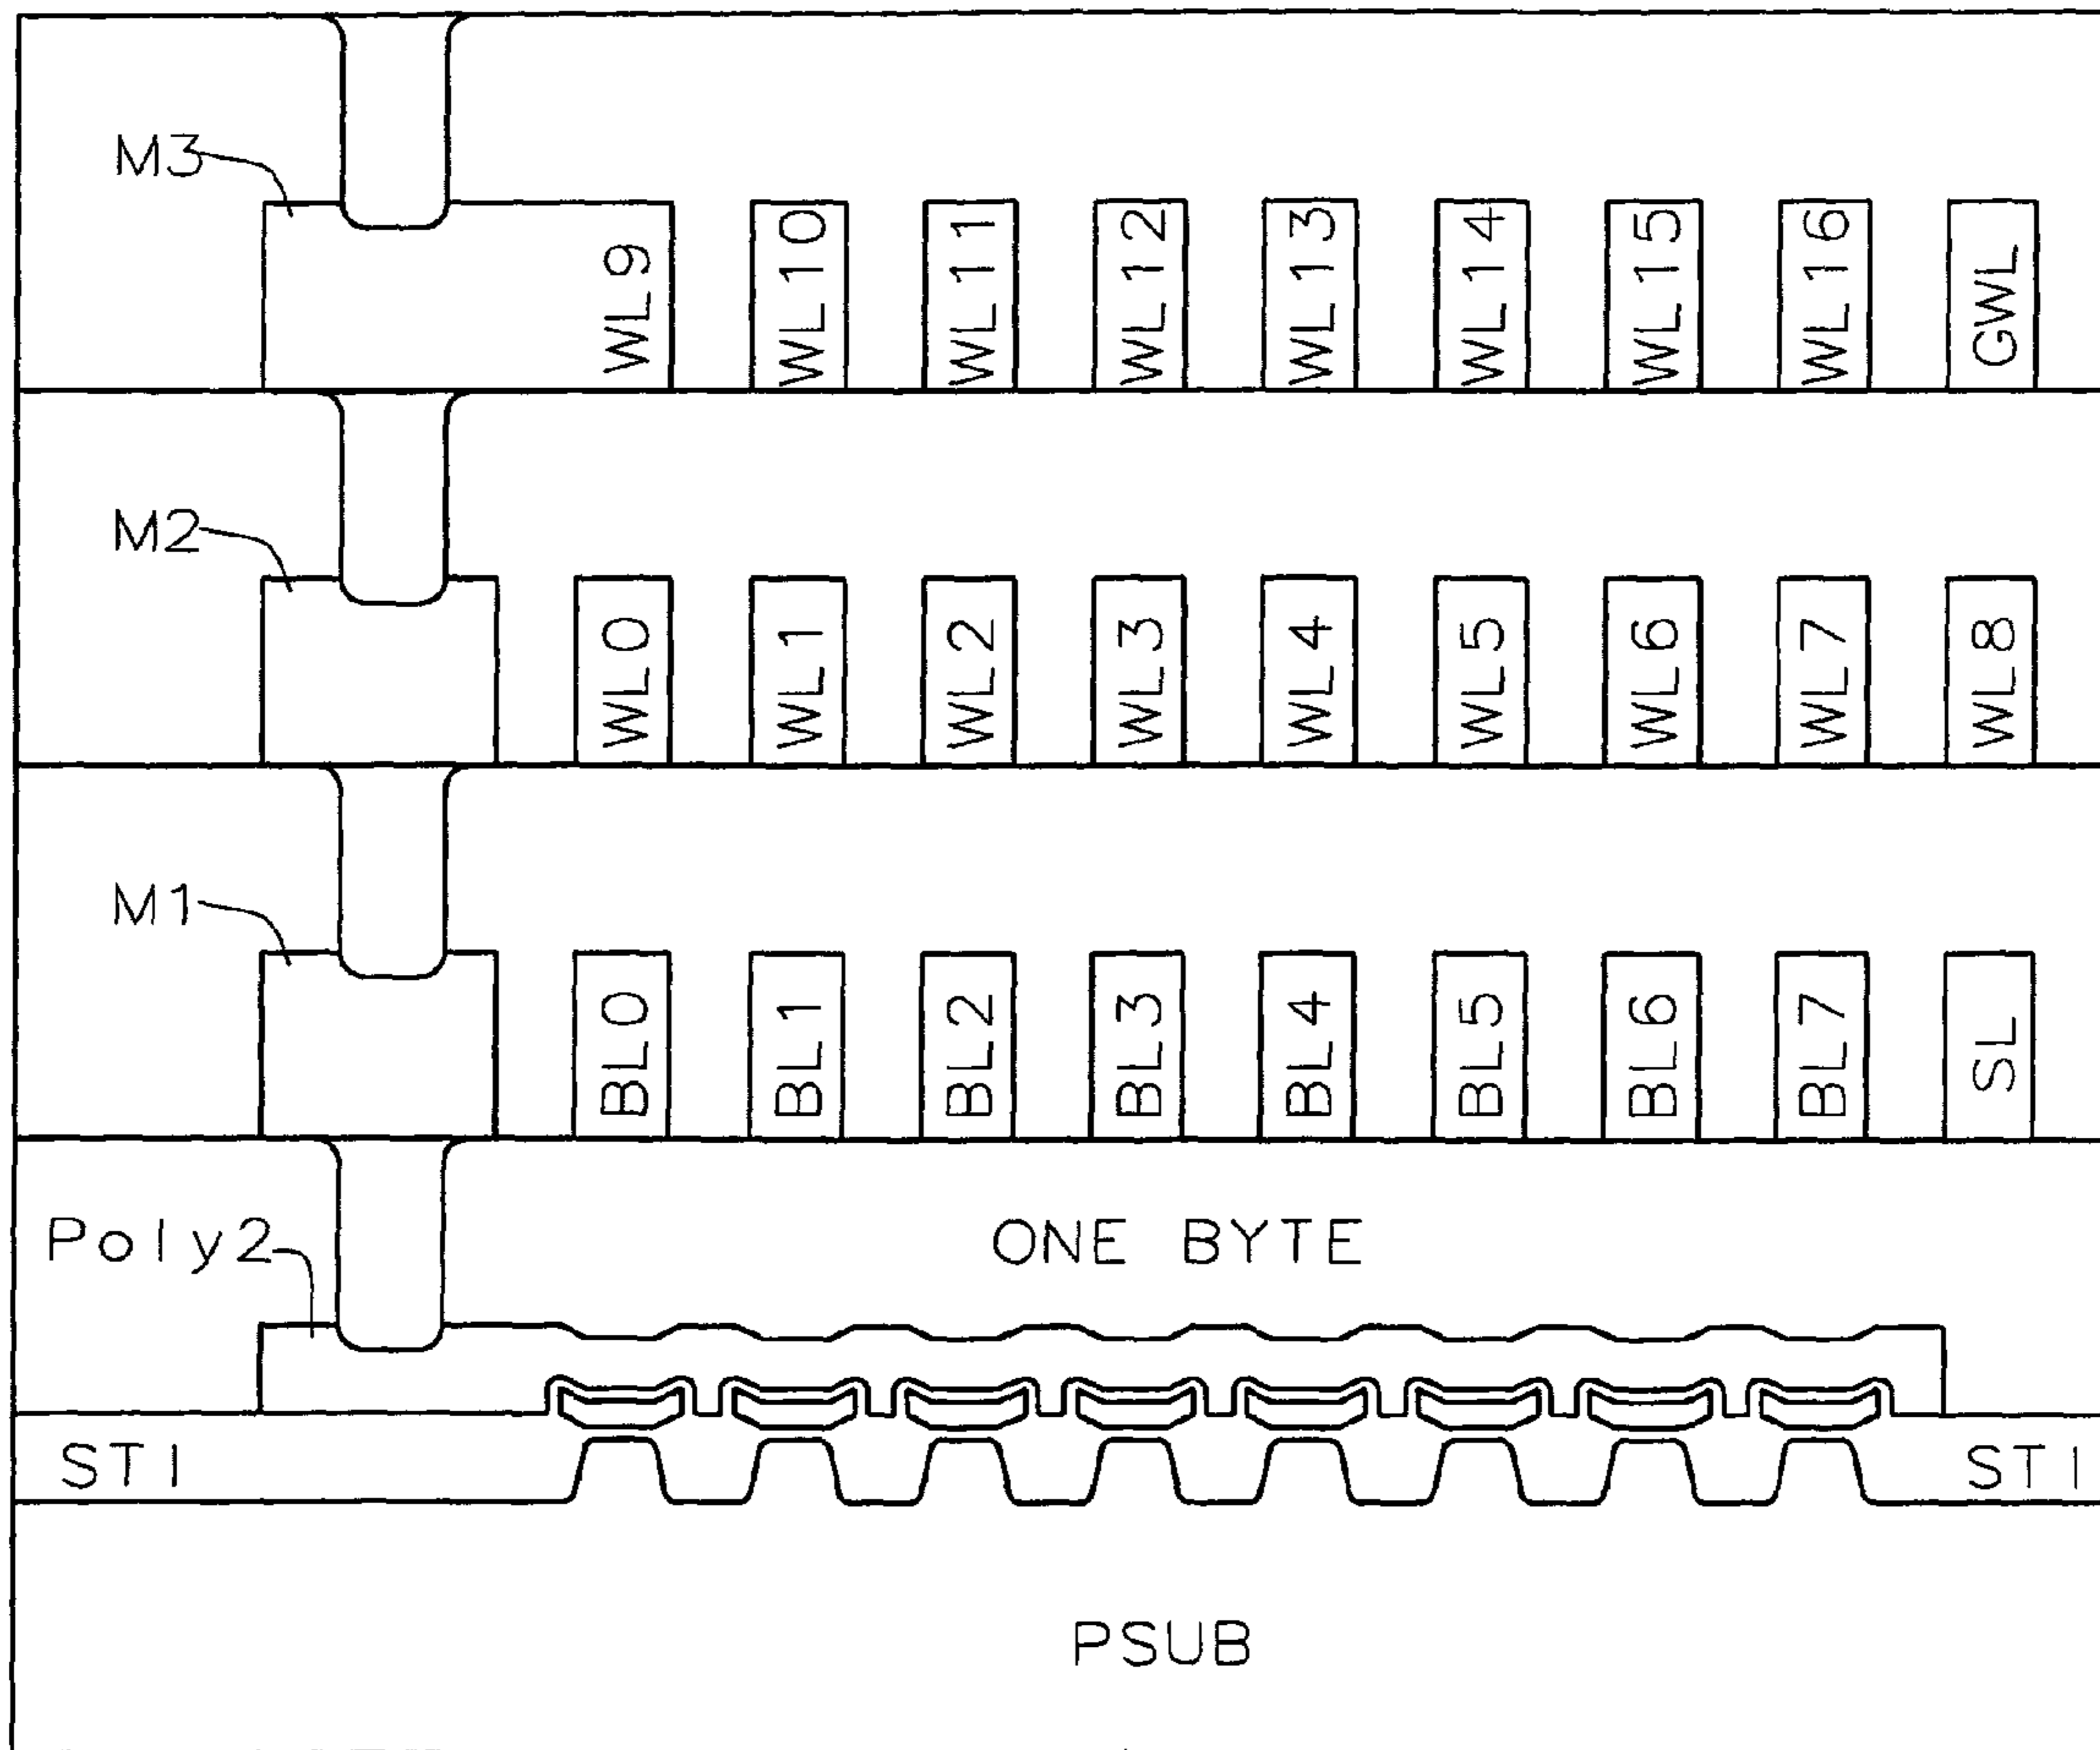 M3
WL9 WL10 WL11 WL12 WL13 WL14 WL15 WL16 GWL
M2
WL0 WL1 WL2 WL3 WL4 WL5 WL6 WL7 WL8
M1
BL0 BL1 BL2 BL3 BL4 BL5 BL6 BL7 SL
Poly2
ONE BYTE
STI STI
PSUB